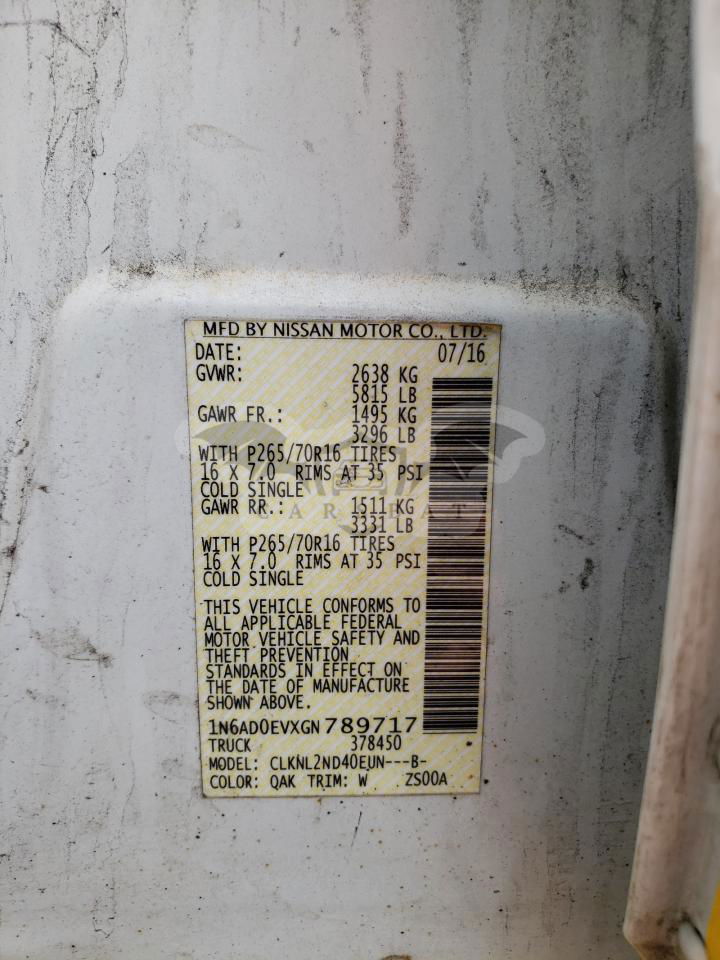 MFD BY NISSAN MOTOR CO., LTD.
DATE: 07/16
GVWR: 2638 KG
5815 LB
GAWR FR.: 1495 KG
3296 LB
WITH P265/70R16 TIRES
16 X 7.0 RIMS AT 35 PSI
COLD SINGLE
GAWR RR.: 1511 KG
CAR BEAT
3331 LB
WITH P265/70R16 TIRES
16 X 7.0 RIMS AT 35 PSI
COLD SINGLE
THIS VEHICLE CONFORMS TO
ALL APPLICABLE FEDERAL
MOTOR VEHICLE SAFETY AND
THEFT PREVENTION
STANDARDS IN EFFECT ON
THE DATE OF MANUFACTURE
SHOWN ABOVE.
1N6AD0EVXGN 789717
TRUCK 378450
MODEL: CLKNL2ND40EUN---B-
COLOR: QAK TRIM: W ZS00A